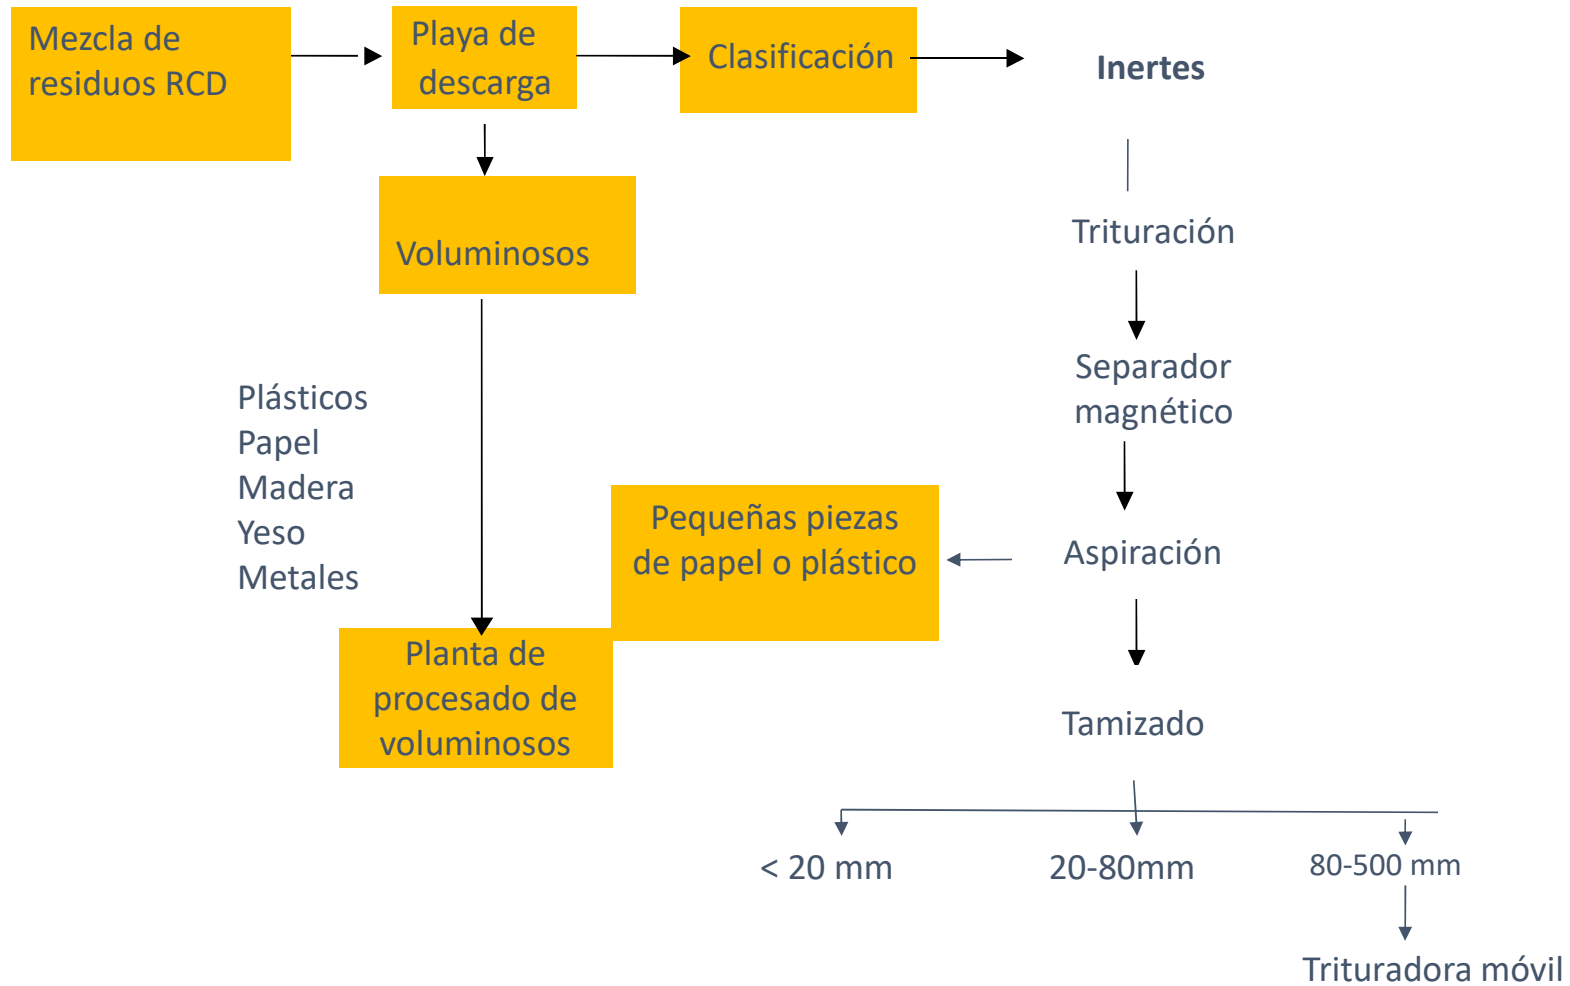 Mezcla de
residuos RCD
Playa de
descarga
Clasificación
Inertes
Voluminosos
Trituración
Separador
magnético
Plásticos
Papel
Madera
Yeso
Metales
Pequeñas piezas
de papel o plástico
Aspiración
Planta de
procesado de
voluminosos
Tamizado
< 20 mm
20-80mm
80-500 mm
Trituradora móvil